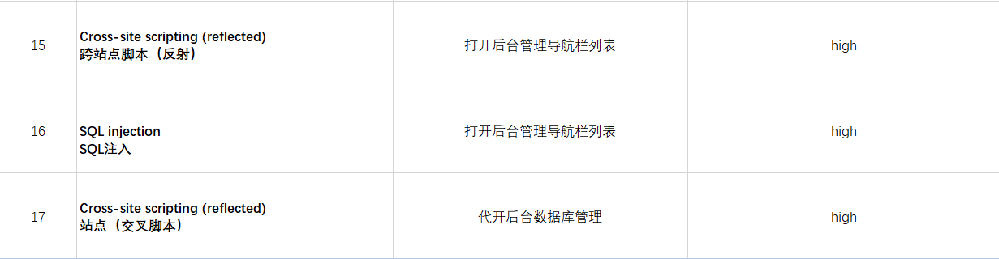 15
Cross-site scripting (reflected)
跨站点脚本（反射）
打开后台管理导航栏列表
high
16
SQL injection
SQL注入
打开后台管理导航栏列表
high
17
Cross-site scripting (reflected)
站点（交叉脚本）
代开后台数据库管理
high